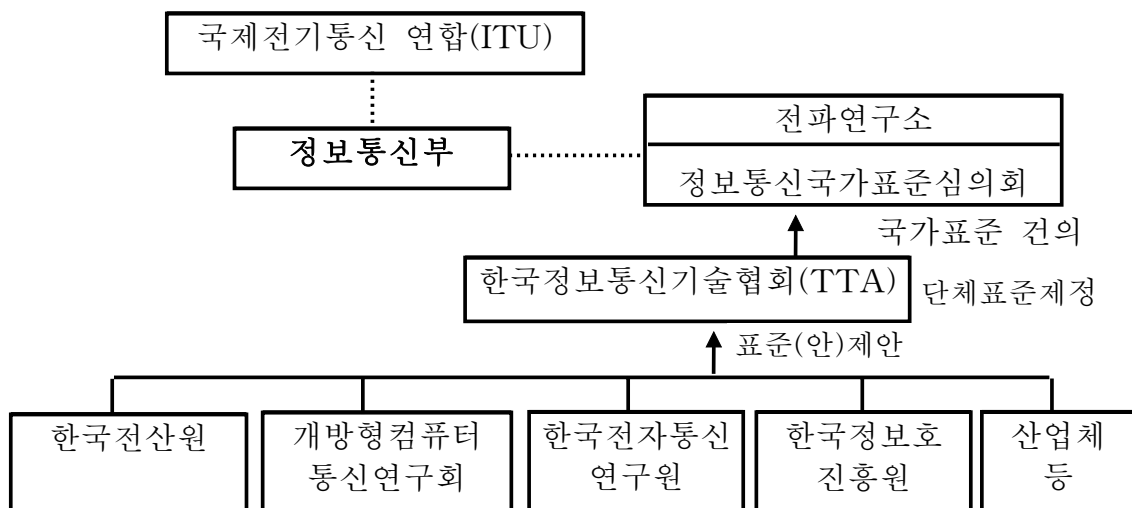 국제전기통신 연합(ITU)
정보통신부
전파연구소
정보통신국가표준심의회
국가표준 건의
한국정보통신기술협회(TTA)
단체표준제정
표준(안)제안
한국전산원
개방형컴퓨터
통신연구회
한국전자통신
연구원
한국정보호
진흥원
산업체
등